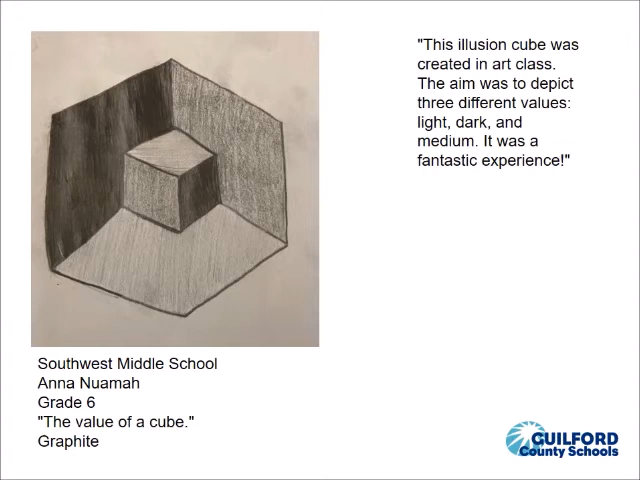 "This illusion cube was
created in art class.
The aim was to depict
three different values:
light, dark, and
medium. It was a
fantastic experience!"
Southwest Middle School
Anna Nuamah
Grade 6
"The value of a cube."
Graphite
GUILFORD
County Schools